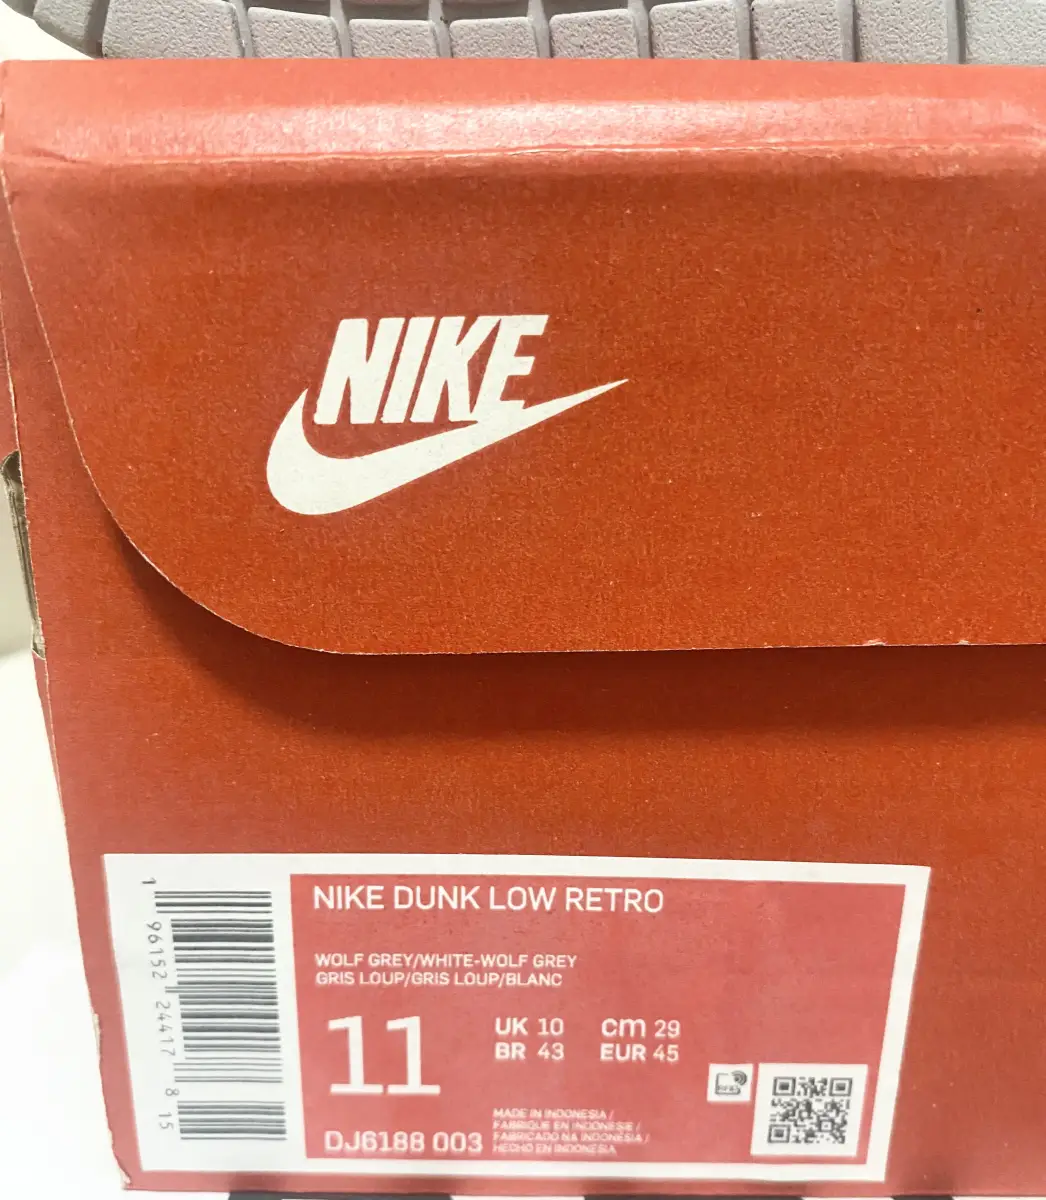 NIKE
NIKE DUNK LOW RETRO
WOLF GREY/WHITE-WOLF GREY
GRIS LOUP/GRIS LOUP/BLANC
11
UK 10 cm 29
BR 43 EUR 45
MADE IN INDONESIA /
FABRIQUE EN INDONESIE /
FABRICADO NA INDONESIA /
HECHO EN INDONESIA
DJ6188 003
1 96152 24417 8 15